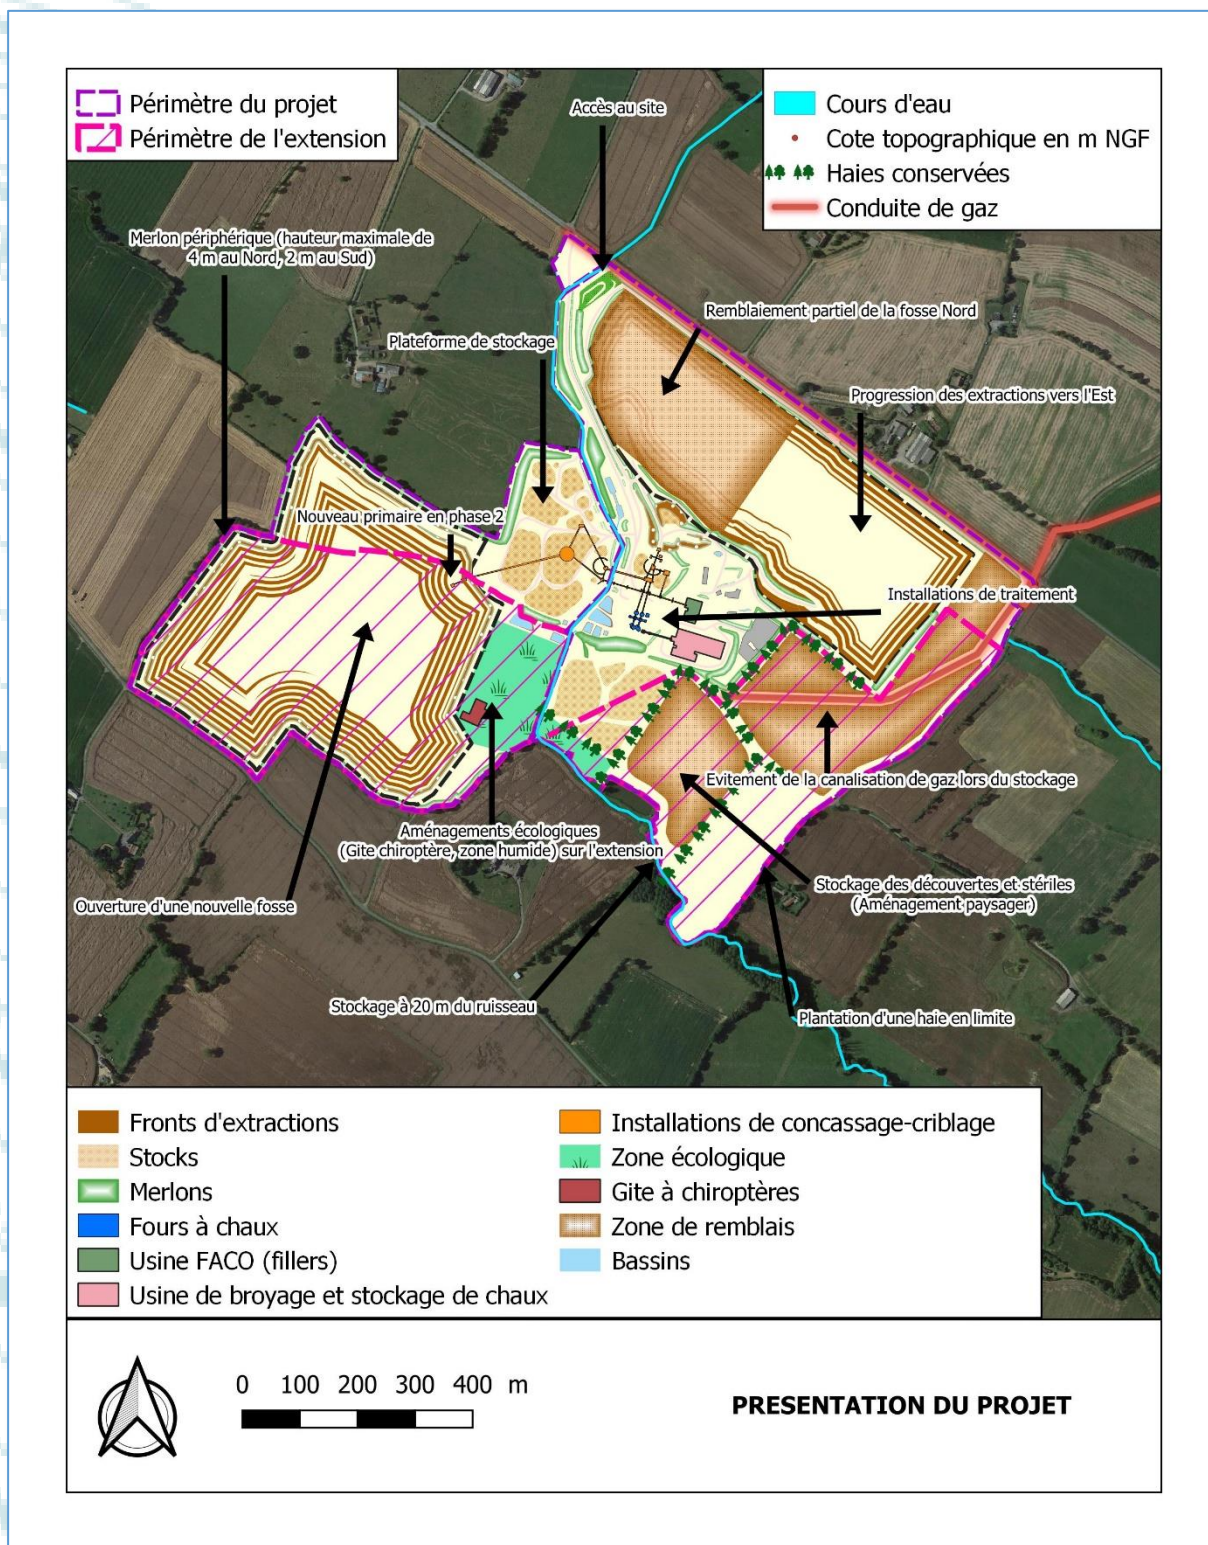 Périmètre du projet
Périmètre de l'extension
Cours d'eau
Cote topographique en m NGF
Haies conservées
Conduite de gaz
Accès au site
Merlon périphérique (hauteur maximale de
4 m au Nord, 2 m au Sud)
Remblaiement partiel de la fosse Nord
Plateforme de stockage
Progression des extractions vers l'Est
Nouveau primaire en phase 2
Installations de traitement
Evitement de la canalisation de gaz lors du stockage
Aménagements écologiques
(Gite chiroptère, zone humide) sur l'extension
Stockage des découvertes et stériles
(Aménagement paysager)
Ouverture d'une nouvelle fosse
Stockage à 20 m du ruisseau
Plantation d'une haie en limite
Fronts d'extractions
Stocks
Merlons
Fours à chaux
Usine FACO (fillers)
Usine de broyage et stockage de chaux
Installations de concassage-criblage
Zone écologique
Gite à chiroptères
Zone de remblais
Bassins
0 100 200 300 400 m
PRESENTATION DU PROJET